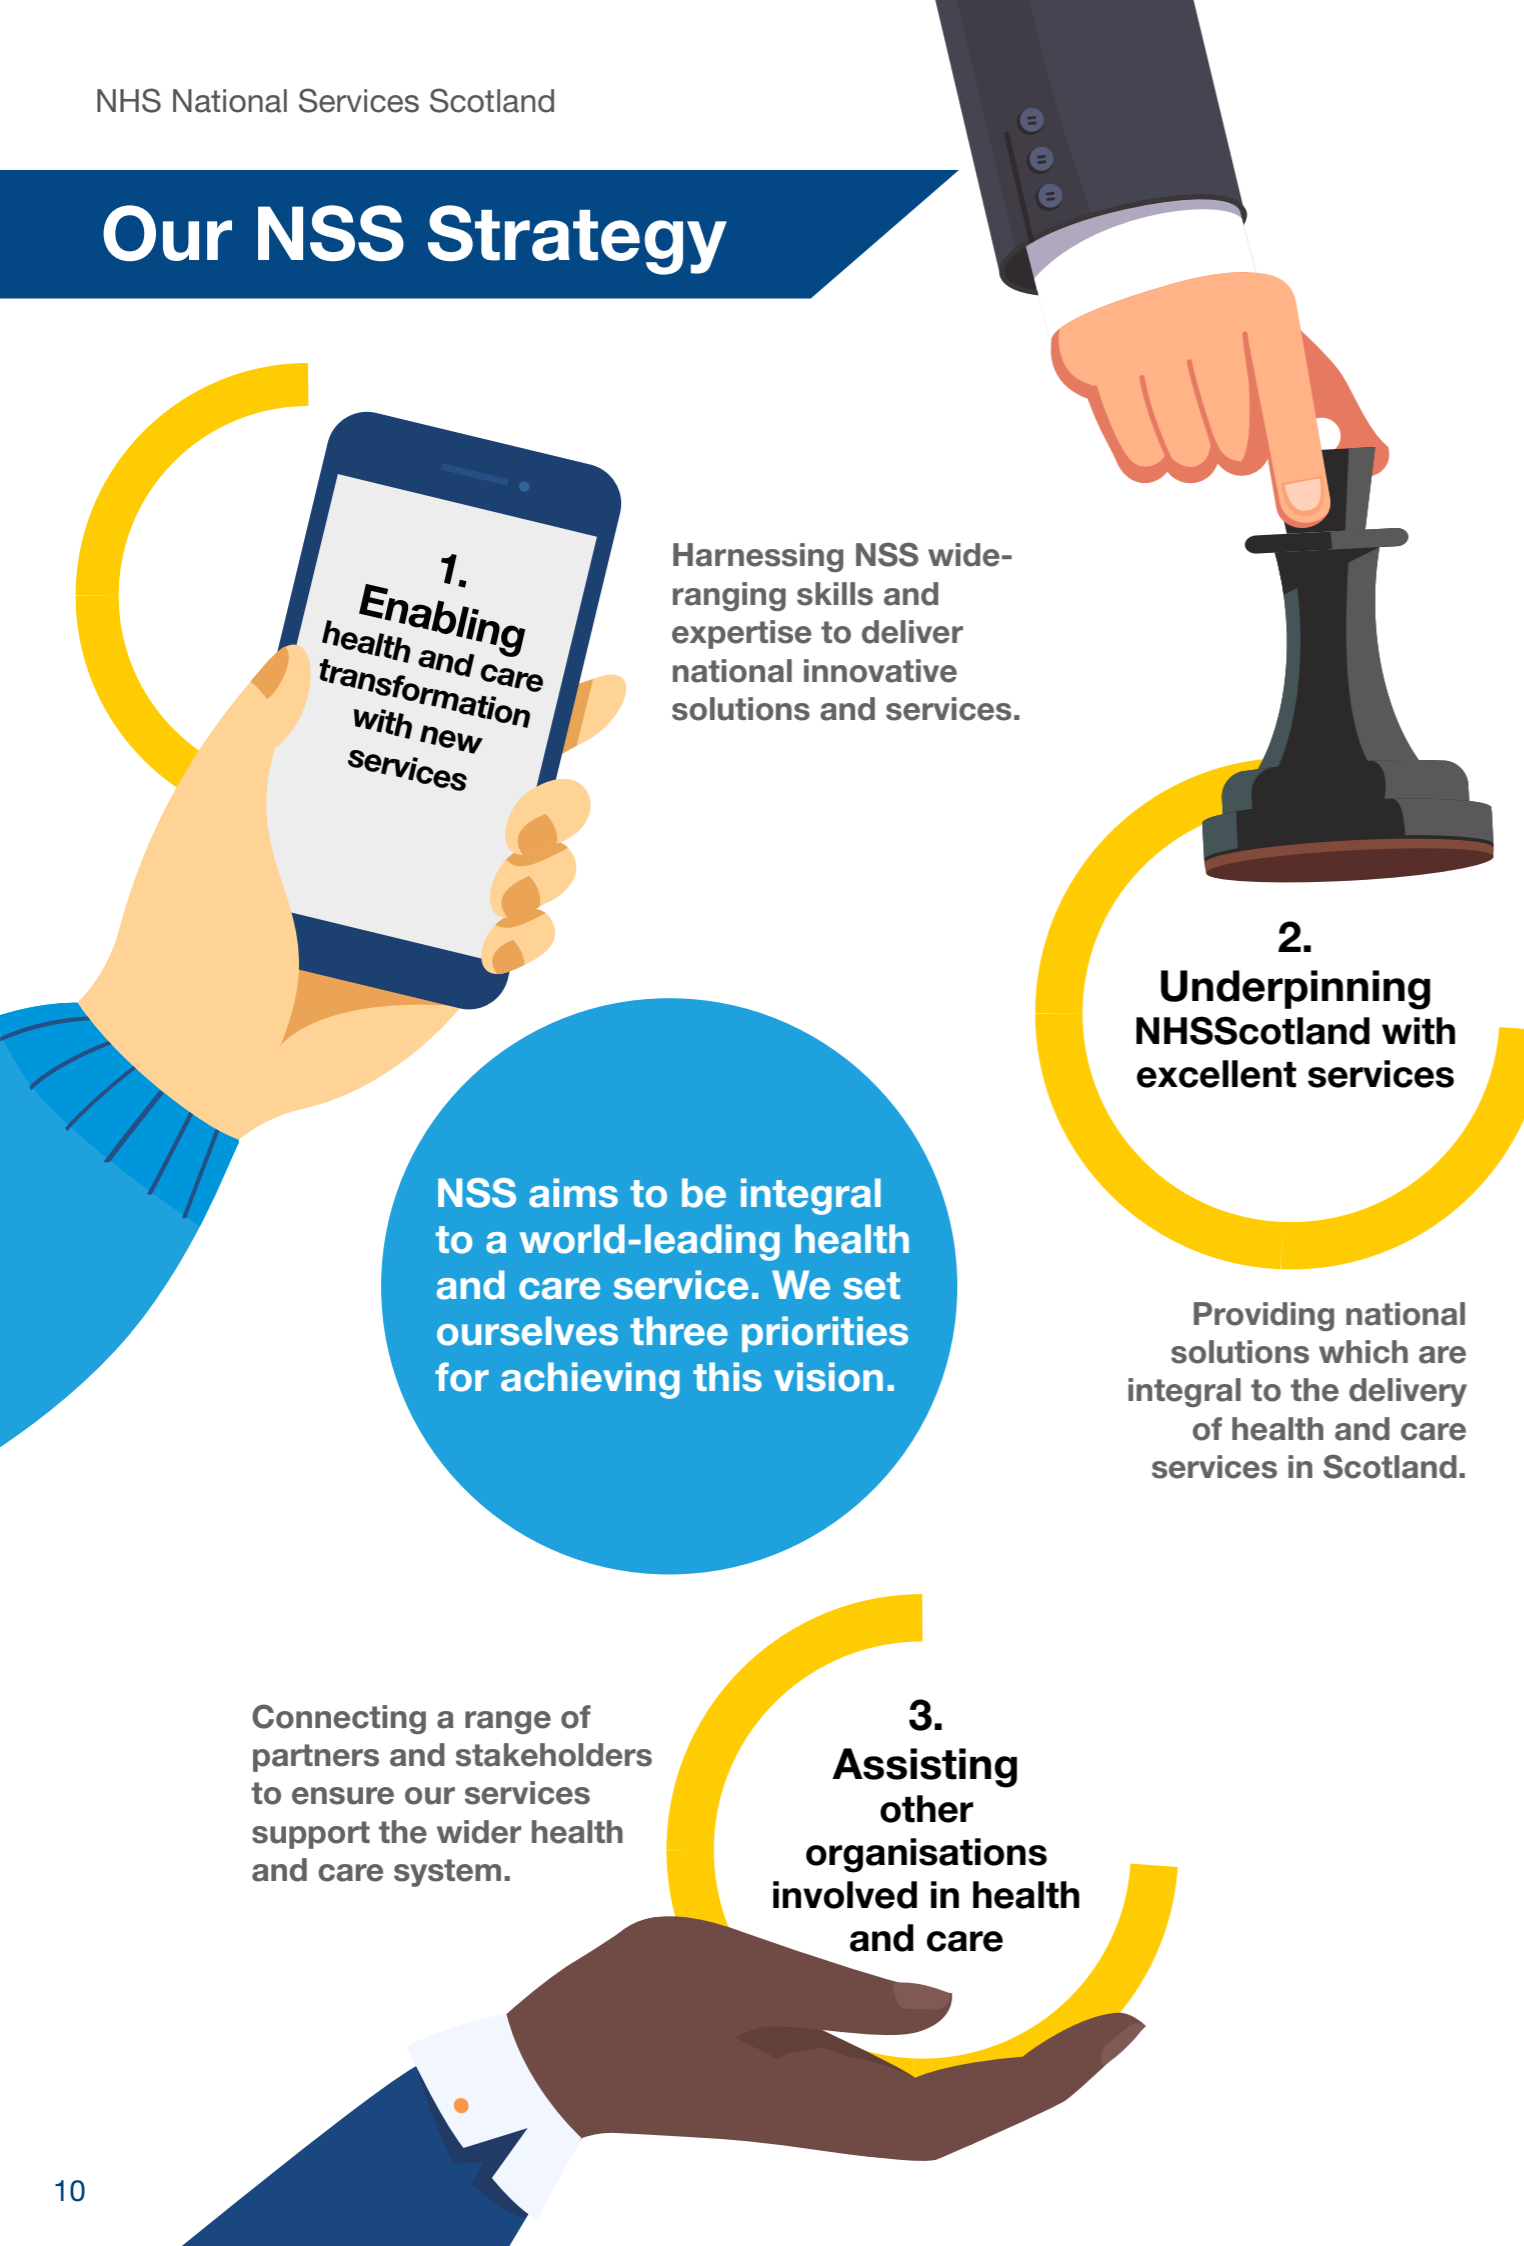 NHS National Services Scotland
Our NSS Strategy
1.
Enabling
health and care
transformation
with new
services
Harnessing NSS wide-
ranging skills and
expertise to deliver
national innovative
solutions and services.
2.
Underpinning
NHSScotland with
excellent services
Providing national
solutions which are
integral to the delivery
of health and care
services in Scotland.
NSS aims to be integral
to a world-leading health
and care service. We set
ourselves three priorities
for achieving this vision.
3.
Assisting
other
organisations
involved in health
and care
Connecting a range of
partners and stakeholders
to ensure our services
support the wider health
and care system.
10